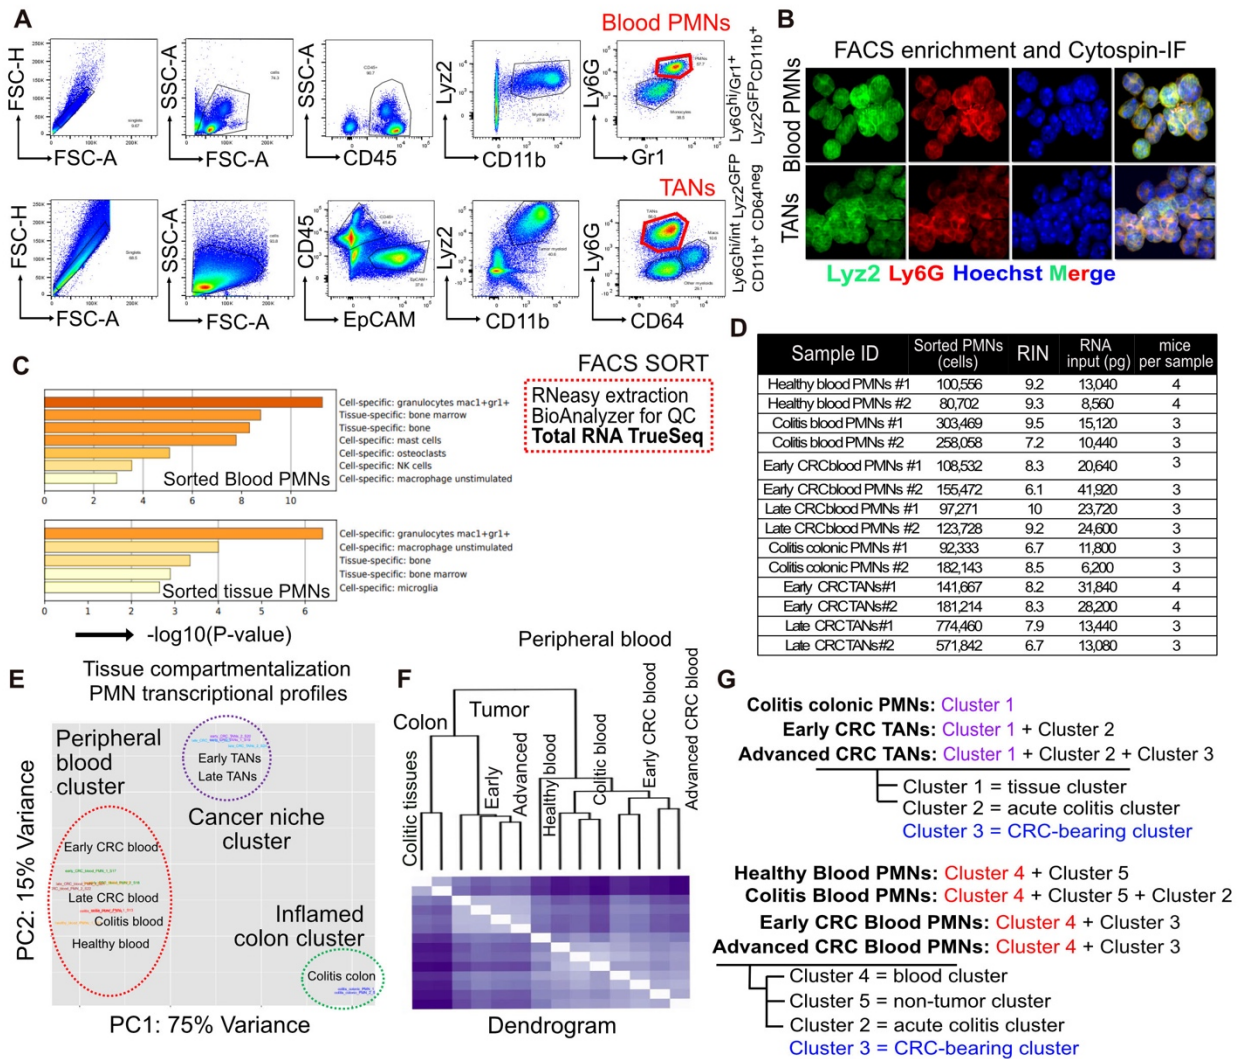 A
Blood PMNs
FSC-H
FSC-A
SSC-A
FSC-A
SSC-A
CD45
Lyz2
CD11b
Ly6G
Gr1
Ly6Ghi/Gr1+
Lyz2GFPCD11b+
TANs
FSC-H
FSC-A
SSC-A
FSC-A
CD45
EpCAM
Lyz2
CD11b
Ly6G
CD64
Ly6Ghi/int Lyz2GFP
CD11b+ CD64neg
B
FACS enrichment and Cytospin-IF
Blood PMNs
TANs
Lyz2 Ly6G Hoechst Merge
C
Cell-specific: granulocytes mac1+gr1+
Tissue-specific: bone marrow
Tissue-specific: bone
Cell-specific: mast cells
Cell-specific: osteoclasts
Cell-specific: NK cells
Cell-specific: macrophage unstimulated
Sorted Blood PMNs
0 2 4 6 8 10
Cell-specific: granulocytes mac1+gr1+
Cell-specific: macrophage unstimulated
Tissue-specific: bone
Tissue-specific: bone marrow
Cell-specific: microglia
Sorted tissue PMNs
0 1 2 3 4 5 6
-log10(P-value)
FACS SORT
RNeasy extraction
BioAnalyzer for QC
Total RNA TrueSeq
D
Sample ID Sorted PMNs (cells) RIN RNA input (pg) mice per sample
Healthy blood PMNs #1 100,556 9.2 13,040 4
Healthy blood PMNs #2 80,702 9.3 8,560 4
Colitis blood PMNs #1 303,469 9.5 15,120 3
Colitis blood PMNs #2 258,058 7.2 10,440 3
Early CRCblood PMNs #1 108,532 8.3 20,640 3
Early CRCblood PMNs #2 155,472 6.1 41,920 3
Late CRCblood PMNs #1 97,271 10 23,720 3
Late CRCblood PMNs #2 123,728 9.2 24,600 3
Colitis colonic PMNs #1 92,333 6.7 11,800 3
Colitis colonic PMNs #2 182,143 8.5 6,200 3
Early CRCTANs#1 141,667 8.2 31,840 4
Early CRCTANs#2 181,214 8.3 28,200 4
Late CRCTANs#1 774,460 7.9 13,440 3
Late CRCTANs#2 571,842 6.7 13,080 3
E
Tissue compartmentalization
PMN transcriptional profiles
Peripheral
blood
cluster
Early TANs
Late TANs
Cancer niche
cluster
Early CRC blood
Late CRC blood
Colitis blood
Healthy blood
Inflamed
colon cluster
Colitis colon
PC2: 15% Variance
PC1: 75% Variance
F
Peripheral blood
Colon
Tumor
Colitic tissues
Early
Advanced
Healthy blood
Colitic blood
Early CRC blood
Advanced CRC blood
Dendrogram
G
Colitis colonic PMNs: Cluster 1
Early CRC TANs: Cluster 1 + Cluster 2
Advanced CRC TANs: Cluster 1 + Cluster 2 + Cluster 3
Cluster 1 = tissue cluster
Cluster 2 = acute colitis cluster
Cluster 3 = CRC-bearing cluster
Healthy Blood PMNs: Cluster 4 + Cluster 5
Colitis Blood PMNs: Cluster 4 + Cluster 5 + Cluster 2
Early CRC Blood PMNs: Cluster 4 + Cluster 3
Advanced CRC Blood PMNs: Cluster 4 + Cluster 3
Cluster 4 = blood cluster
Cluster 5 = non-tumor cluster
Cluster 2 = acute colitis cluster
Cluster 3 = CRC-bearing cluster